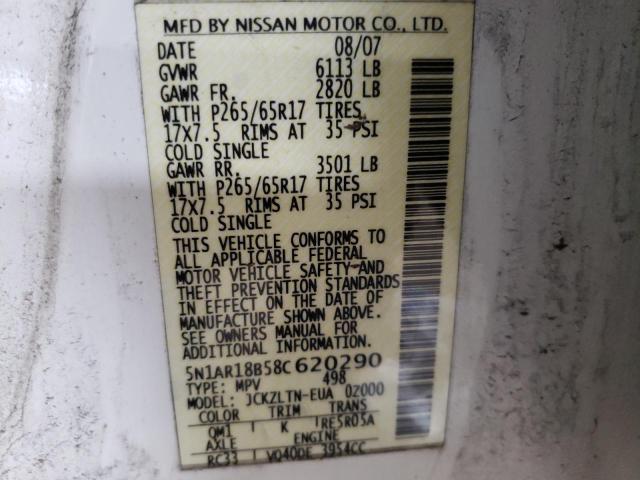 MFD BY NISSAN MOTOR CO., LTD.
DATE 08/07
GVWR 6113 LB
GAWR FR. 2820 LB
WITH P265/65R17 TIRES
17X7.5 RIMS AT 35 PSI
COLD SINGLE
GAWR RR. 3501 LB
WITH P265/65R17 TIRES
17X7.5 RIMS AT 35 PSI
COLD SINGLE
THIS VEHICLE CONFORMS TO
ALL APPLICABLE FEDERAL
MOTOR VEHICLE SAFETY AND
THEFT PREVENTION STANDARDS
IN EFFECT ON THE DATE OF
MANUFACTURE SHOWN ABOVE.
SEE OWNERS MANUAL FOR
ADDITIONAL INFORMATION.
5N1AR18B58C620290
TYPE: MPV 498
MODEL: JCKZLTN-EUA 0Z000
COLOR TRIM TRANS
QM1 K RE5R05A
AXLE ENGINE
RC33 VQ40DE 3954CC